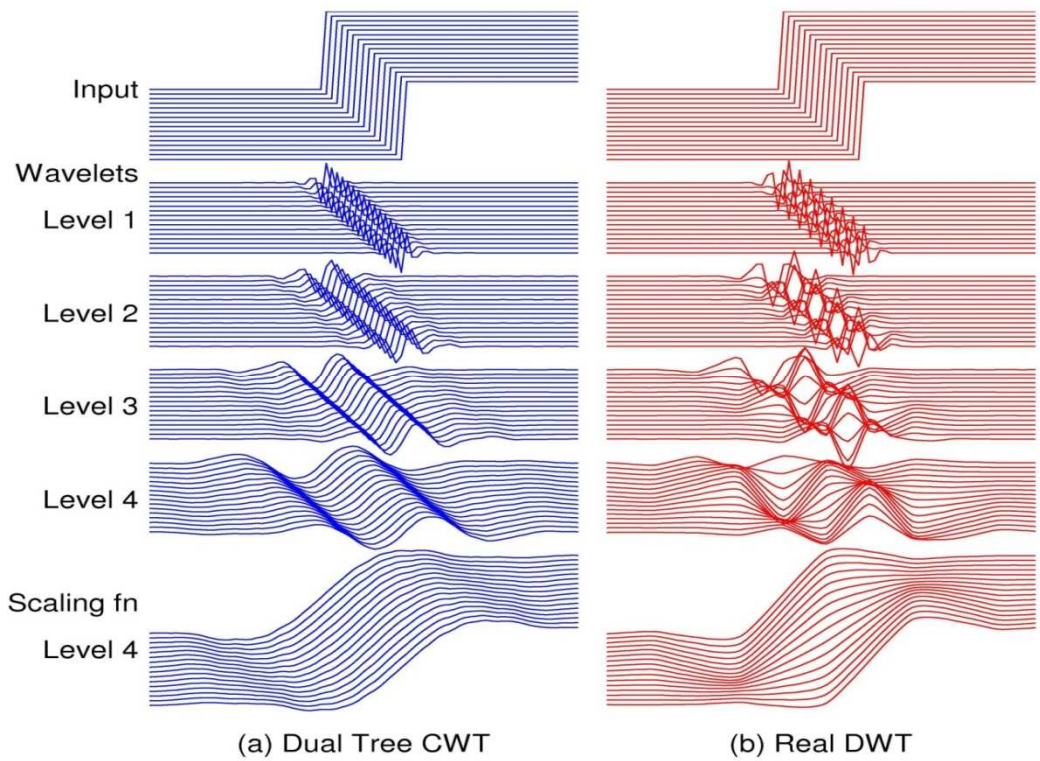 Input
Wavelets
Level 1
Level 2
Level 3
Level 4
Scaling fn
Level 4
(a) Dual Tree CWT
(b) Real DWT